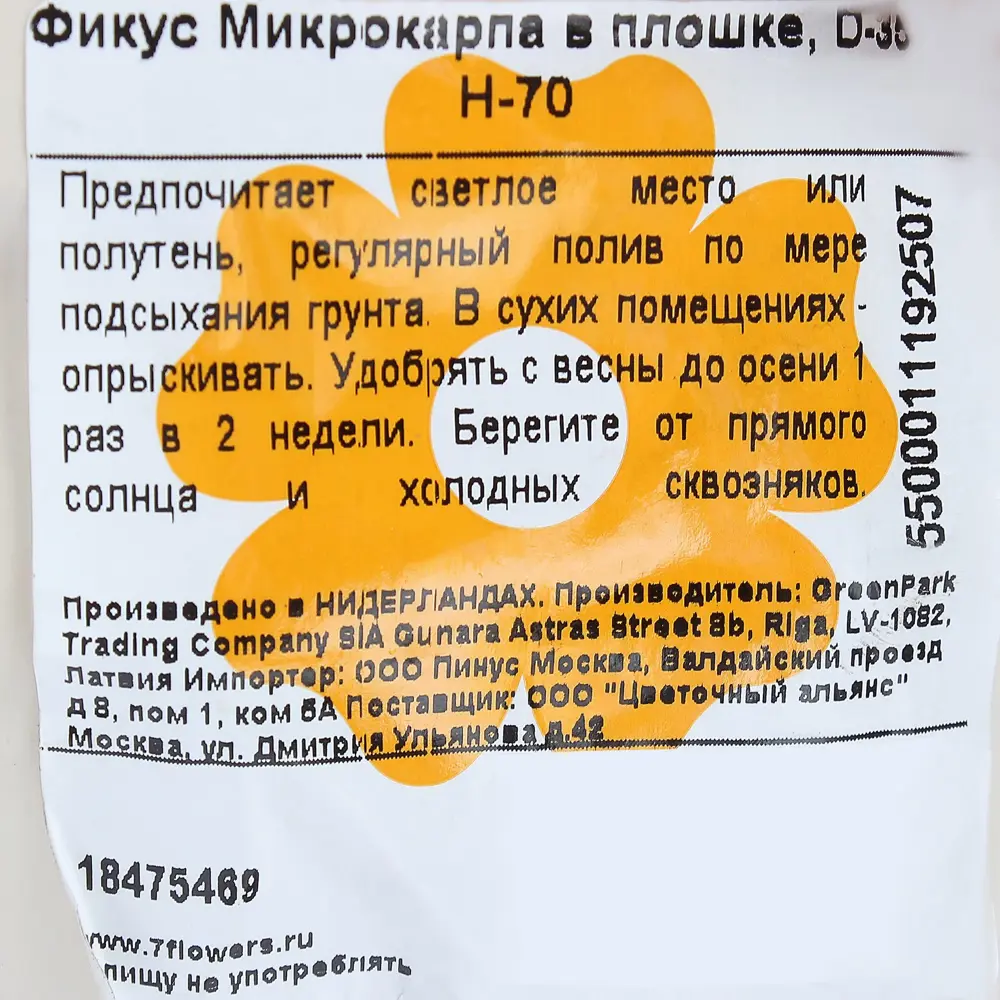 Фикус Микрокарпа в плошке, D-35
H-70
Предпочитает светлое место или
полутень, регулярный полив по мере
подсыхания грунта. В сухих помещениях -
опрыскивать. Удобрять с весны до осени 1
раз в 2 недели. Берегите от прямого
солнца и холодных сквозняков.
5500011192507
Произведено в НИДЕРЛАНДАХ. Производитель: GreenPark
Trading Company SIA Gunara Astras Street 8b, Riga, LV-1082,
Латвия Импортер: ООО Пинус Москва, Валдайский проезд
д 8, пом 1, ком 6А Поставщик: ООО "Цветочный альянс"
Москва, ул. Дмитрия Ульянова д.42
18475469
www.7flowers.ru
пищу не употреблять